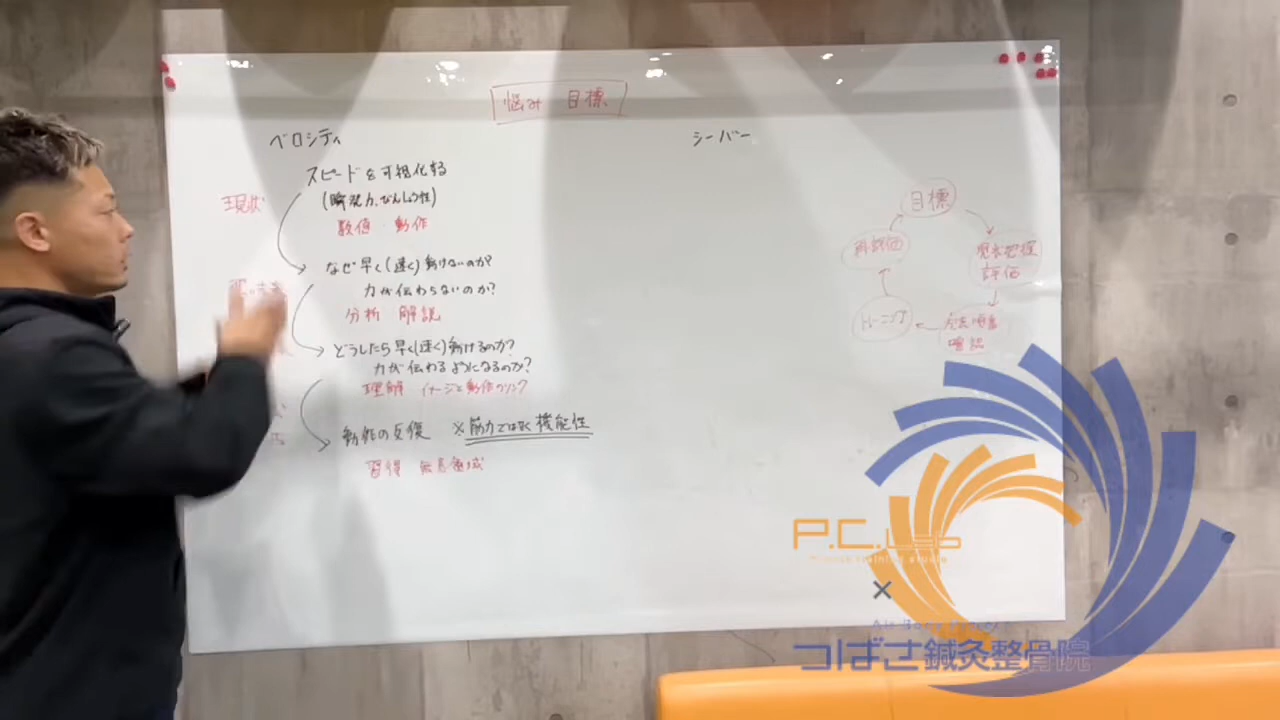 悩み 目標
ベロシティ
スピードを可視化する
(瞬発力、びんしょう性)
現状
数値 動作
なぜ早く(速く)動けないのか?
力が伝わらないのか?
分析 解説
どうしたら早く(速く)動けるのか?
力が伝わるようになるのか?
理解 イメージと動作のリンク
動作の反復 ※筋力ではなく機能性
習得 無意識
シーバー
目標
現状把握
評価
確認
トレーニング
再評価
P.C.Lab
×
つばさ鍼灸整骨院